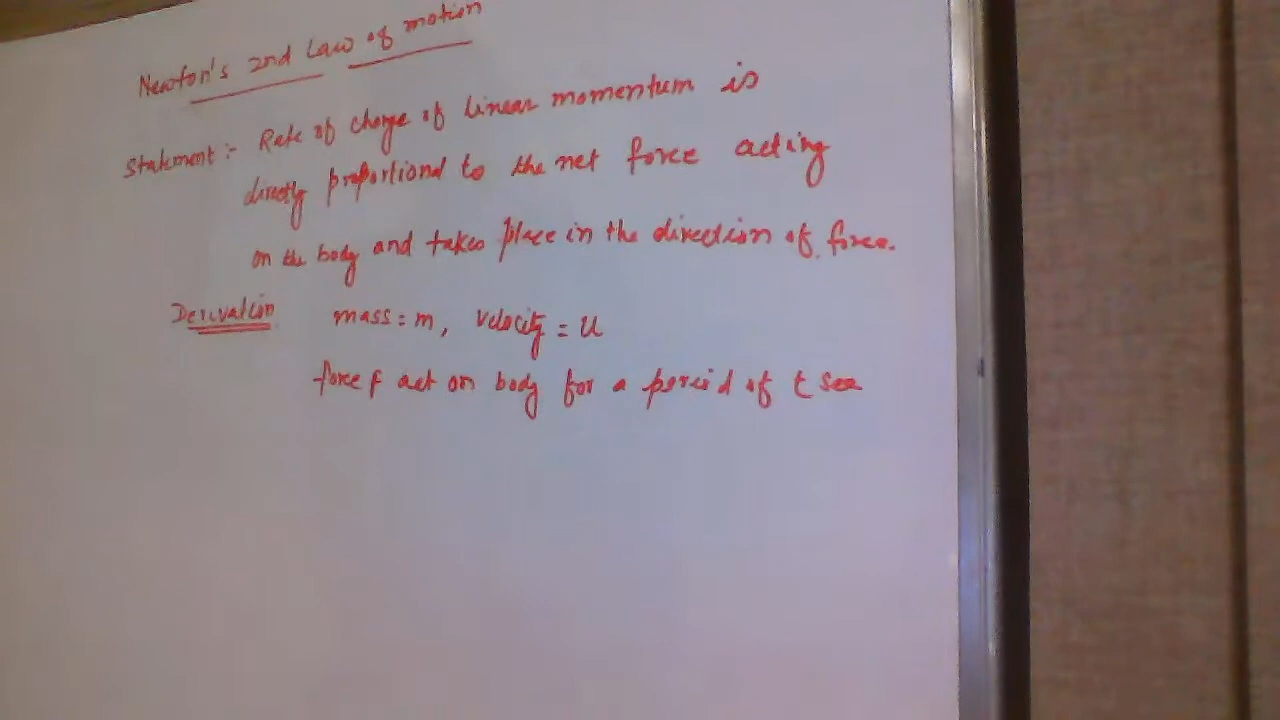 Newton's 2nd Law of motion
Statement :- Rate of change of linear momentum is
directly proportional to the net force acting
on the body and takes place in the direction of force.
Derivation mass = m, velocity = u
force F act on body for a period of t sec